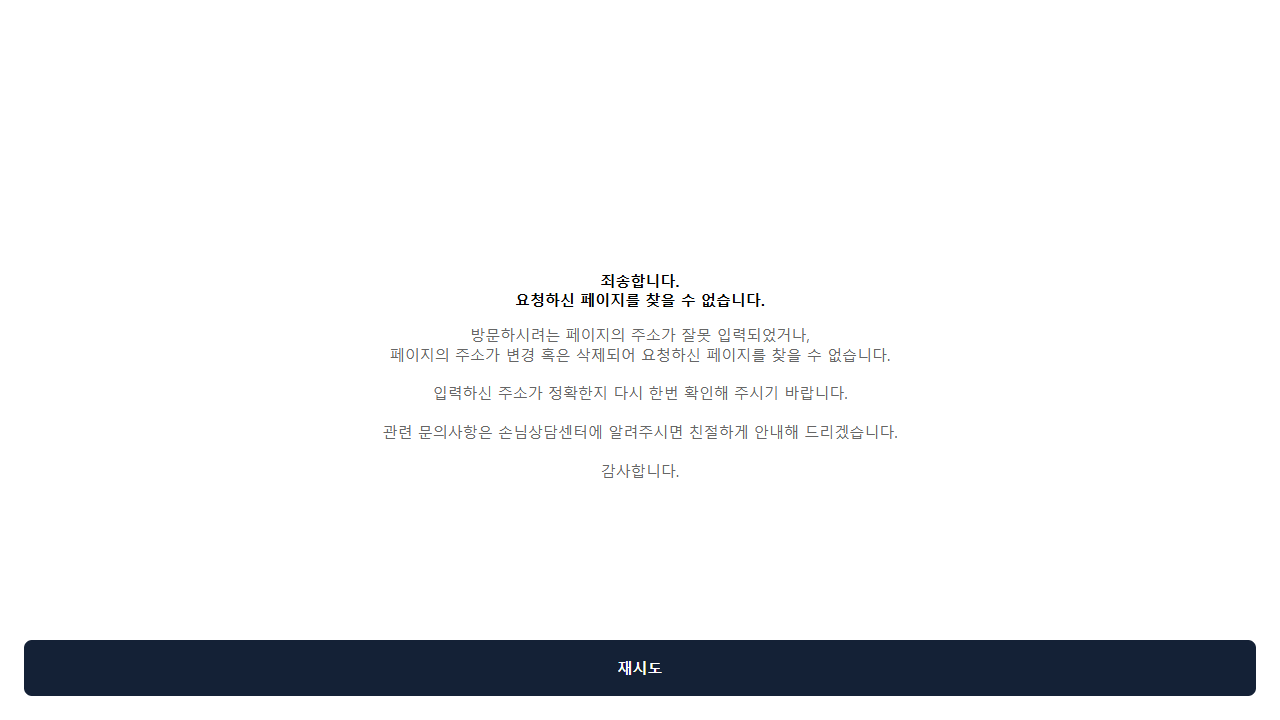 죄송합니다.
요청하신 페이지를 찾을 수 없습니다.
방문하시려는 페이지의 주소가 잘못 입력되었거나,
페이지의 주소가 변경 혹은 삭제되어 요청하신 페이지를 찾을 수 없습니다.
입력하신 주소가 정확한지 다시 한번 확인해 주시기 바랍니다.
관련 문의사항은 손님상담센터에 알려주시면 친절하게 안내해 드리겠습니다.
감사합니다.
재시도